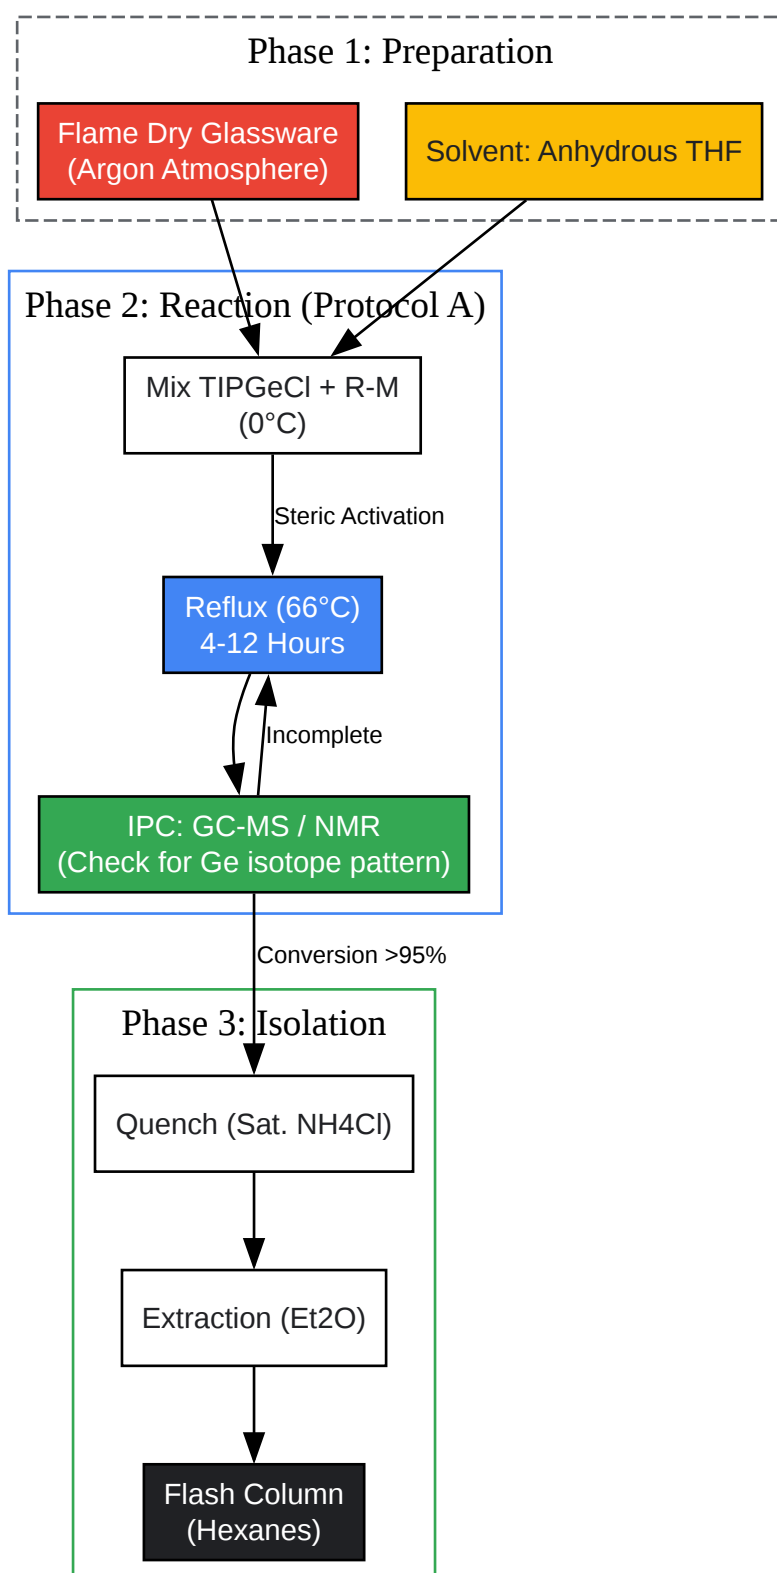 Phase 1: Preparation
Flame Dry Glassware
(Argon Atmosphere)
Solvent: Anhydrous THF
Phase 2: Reaction (Protocol A)
Mix TIPGeCl + R-M
(0°C)
Steric Activation
Reflux (66°C)
4-12 Hours
Incomplete
IPC: GC-MS / NMR
(Check for Ge isotope pattern)
Conversion >95%
Phase 3: Isolation
Quench (Sat. NH4Cl)
Extraction (Et2O)
Flash Column
(Hexanes)